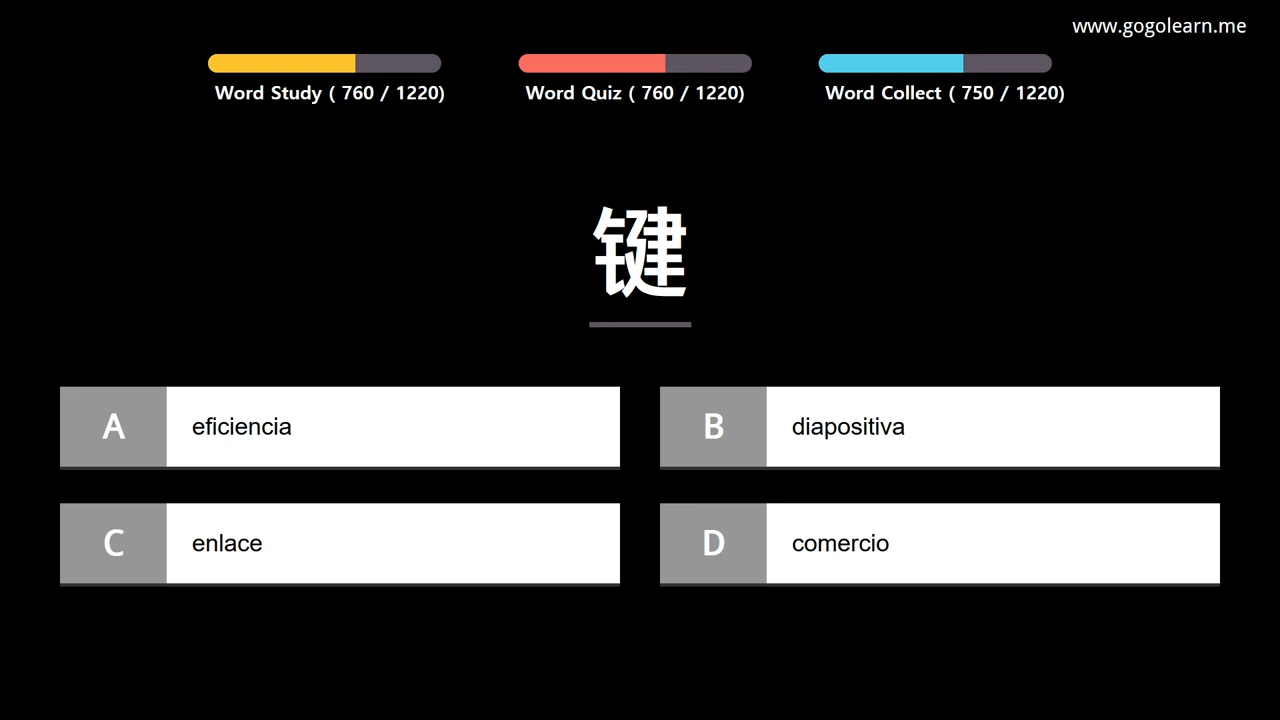 www.gogolearn.me
Word Study ( 760 / 1220)
Word Quiz ( 760 / 1220)
Word Collect ( 750 / 1220)
键
A eficiencia
B diapositiva
C enlace
D comercio